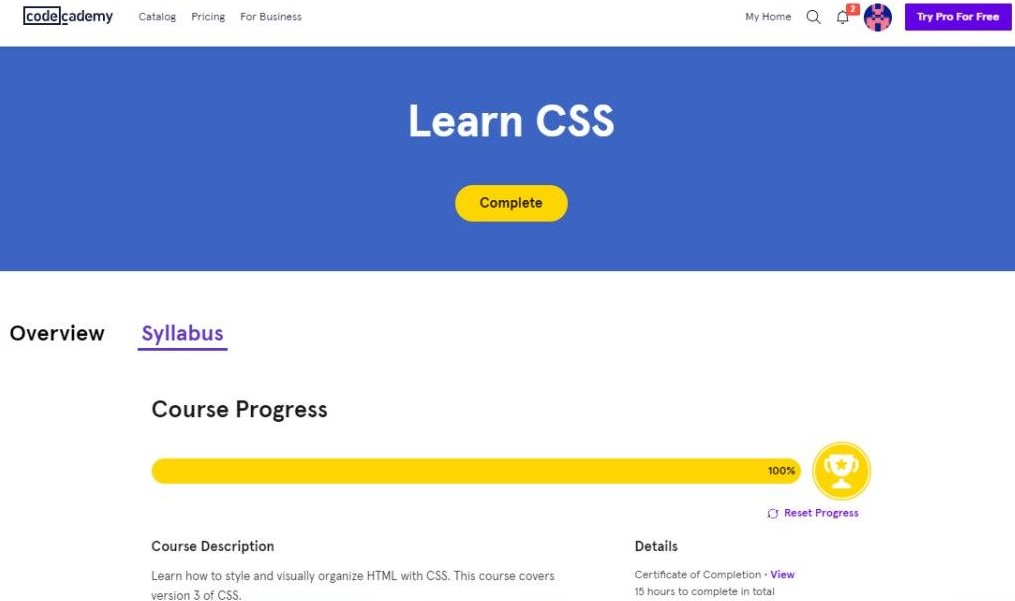 codecademy Catalog Pricing For Business My Home 2 Try Pro For Free
Learn CSS
Complete
Overview Syllabus
Course Progress
100%
Reset Progress
Course Description Details
Learn how to style and visually organize HTML with CSS. This course covers
version 3 of CSS.
Certificate of Completion · View
15 hours to complete in total